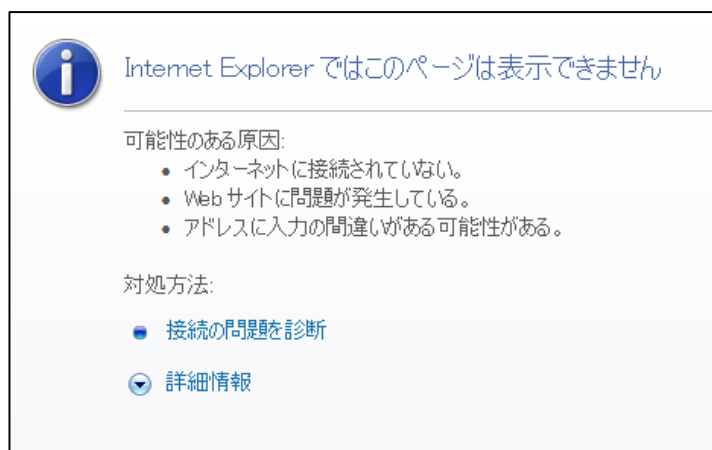 Internet Explorer ではこのページは表示できません
可能性のある原因:
インターネットに接続されていない。
Web サイトに問題が発生している。
アドレスに入力の間違いがある可能性がある。
対処方法:
接続の問題を診断
詳細情報